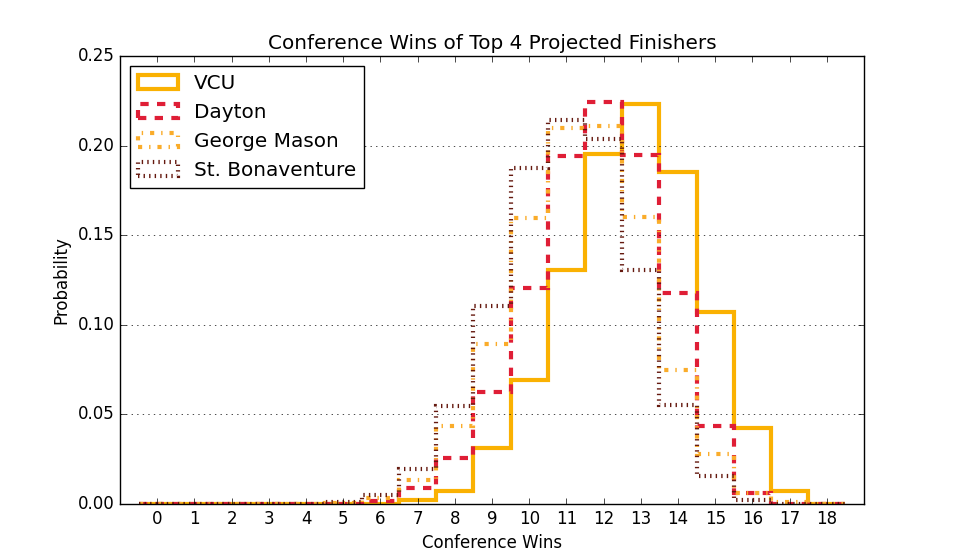 Conference Wins of Top 4 Projected Finishers
0.25
0.20
0.15
0.10
0.05
0.00
Probability
VCU
Dayton
George Mason
St. Bonaventure
0 1 2 3 4 5 6 7 8 9 10 11 12 13 14 15 16 17 18
Conference Wins